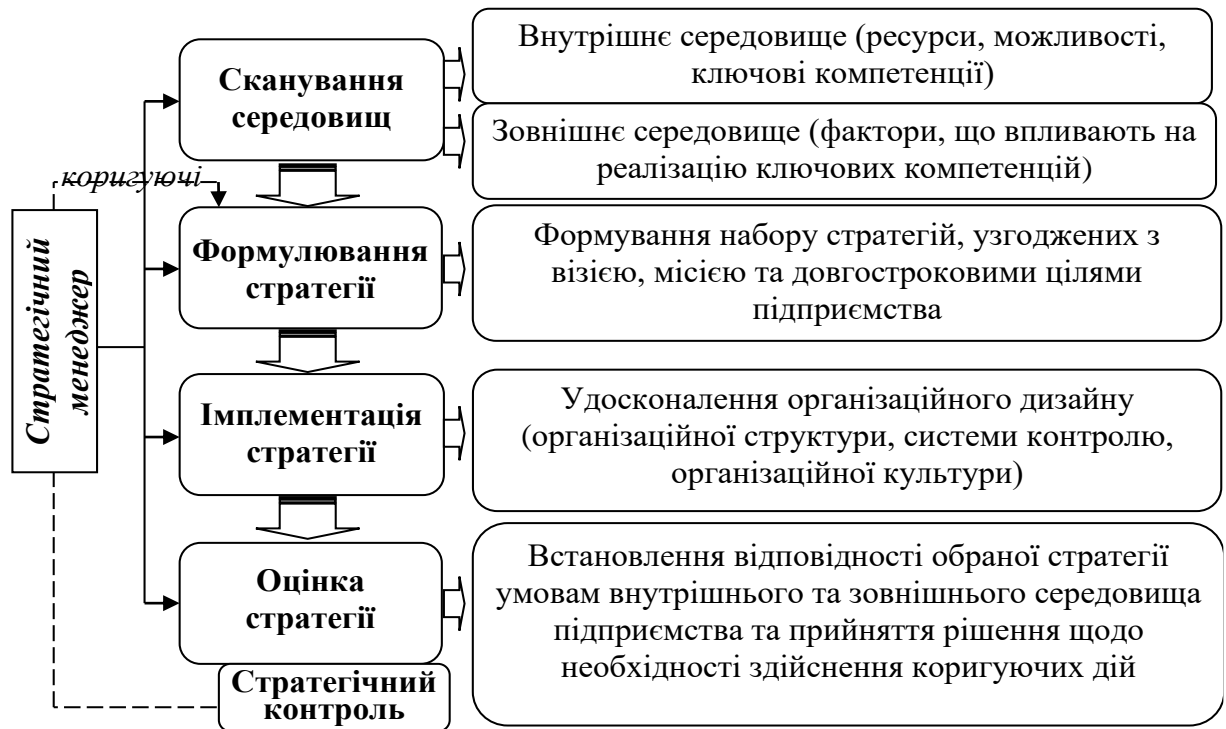 Сканування
середовищ
Внутрішнє середовище (ресурси, можливості,
ключові компетенції)
Зовнішнє середовище (фактори, що впливають на
реалізацію ключових компетенцій)
коригуючі
Стратегічний
менеджер
Формулювання
стратегії
Формування набору стратегій, узгоджених з
візією, місією та довгостроковими цілями
підприємства
Імплементація
стратегії
Удосконалення організаційного дизайну
(організаційної структури, системи контролю,
організаційної культури)
Оцінка
стратегії
Встановлення відповідності обраної стратегії
умовам внутрішнього та зовнішнього середовища
підприємства та прийняття рішення щодо
необхідності здійснення коригуючих дій
Стратегічний
контроль